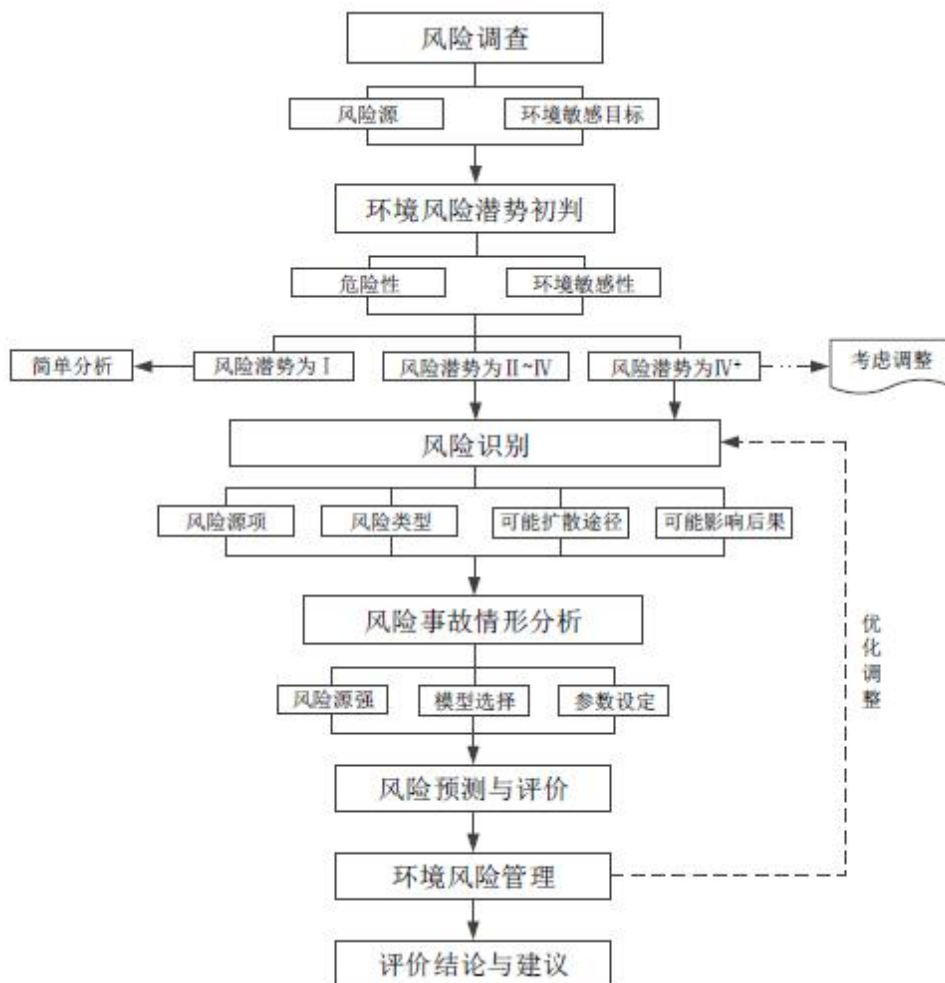 风险调查
风险源
环境敏感目标
环境风险潜势初判
危险性
环境敏感性
简单分析
风险潜势为Ⅰ
风险潜势为Ⅱ~Ⅳ
风险潜势为Ⅳ+
考虑调整
风险识别
风险源项
风险类型
可能扩散途径
可能影响后果
风险事故情形分析
风险源强
模型选择
参数设定
优化调整
风险预测与评价
环境风险管理
评价结论与建议